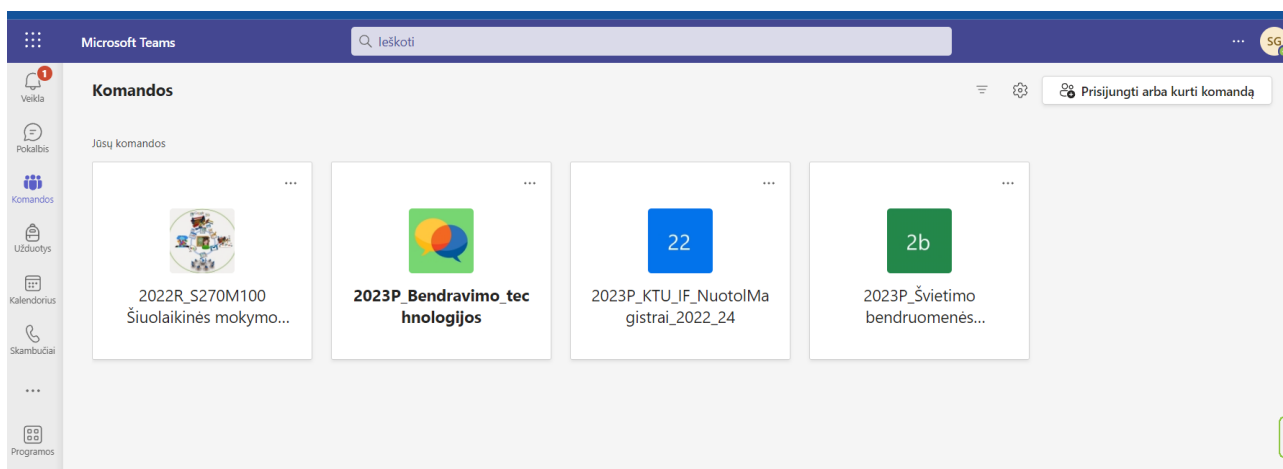 Microsoft Teams
Ieškoti
SG
1
Veikla
Pokalbis
Komandos
Užduotys
Kalendorius
Skambučiai
Programos
Komandos
Prisijungti arba kurti komandą
Jūsų komandos
2022R_S270M100
Šiuolaikinės mokymo...
2023P_Bendravimo_tec
hnologijos
22
2023P_KTU_IF_NuotolMa
gistrai_2022_24
2b
2023P_Švietimo
bendruomenės...